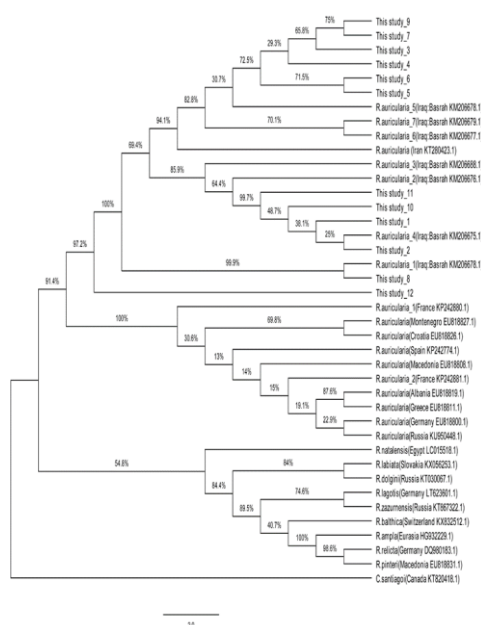 75%
This study_9
65.8%
This study_7
29.3%
This study_3
72.5%
This study_4
30.7%
71.5%
This study_6
This study_5
82.8%
R.auricularia_5(Iraq;Basrah KM206678.1
94.1%
70.1%
R.auricularia_7(Iraq;Basrah KM206679.1
R.auricularia_6(Iraq;Basrah KM206677.1
69.4%
R.auricularia (Iran KT280423.1)
85.9%
R.auricularia_3(Iraq;Basrah KM206688.1
100%
64.4%
R.auricularia_2(Iraq;Basrah KM206676.1
99.7%
This study_11
48.7%
This study_10
36.1%
This study_1
25%
R.auricularia_4(Iraq;Basrah KM206675.1
This study_2
97.2%
99.9%
R.auricularia_1(Iraq;Basrah KM206678.1
This study_8
91.4%
This study_12
100%
R.auricularia_1(France KP242880.1)
69.8%
R.auricularia(Montenegro EU818827.1)
R.auricularia(Croatia EU818826.1)
30.6%
13%
R.auricularia(Spain KP242774.1)
14%
R.auricularia(Macedonia EU818808.1)
15%
R.auricularia_2(France KP242881.1)
19.1%
87.6%
R.auricularia(Albania EU818819.1)
R.auricularia(Greece EU818811.1)
22.9%
R.auricularia(Germany EU818800.1)
R.auricularia(Russia KU950448.1)
54.8%
R.natalensis(Egypt LC015518.1)
84.4%
84%
R.labiata(Slovakia KX056253.1)
R.dolgini(Russia KT030067.1)
89.5%
74.6%
R.lagotis(Germany LT623601.1)
R.zazurnensis(Russia KT867322.1)
40.7%
R.balthica(Switzerland KX832512.1)
100%
R.ampla(Eurasia HG932229.1)
98.6%
R.relicta(Germany DQ980183.1)
R.pinteri(Macedonia EU818831.1)
C.santiagoi(Canada KT820418.1)